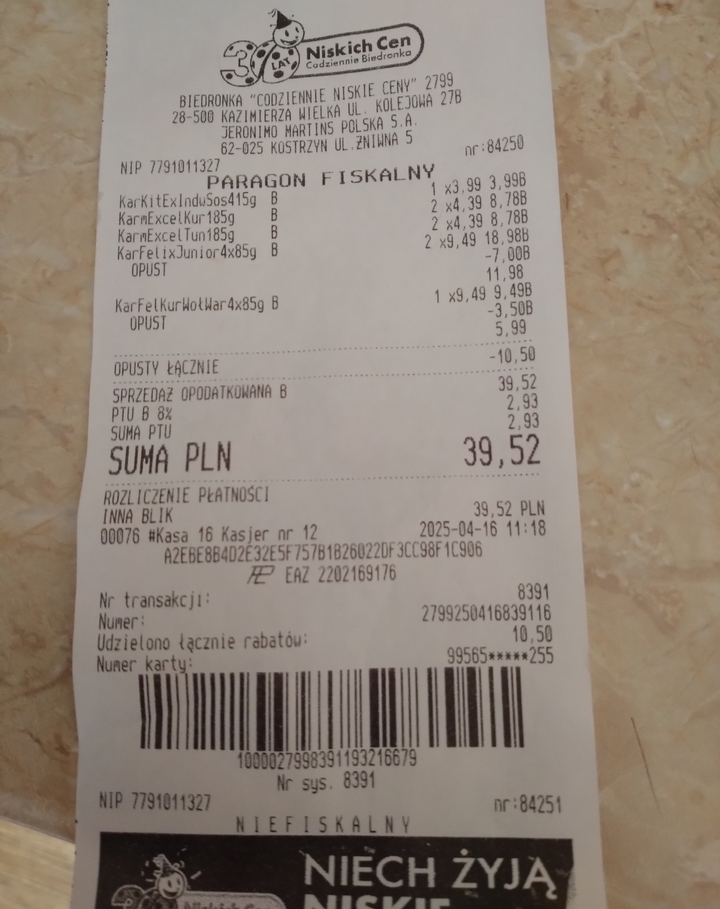 30 LAT Niskich Cen
Codziennie Biedronka
BIEDRONKA "CODZIENNIE NISKIE CENY" 2799
28-500 KAZIMIERZA WIELKA UL. KOLEJOWA 27B
JERONIMO MARTINS POLSKA S.A.
62-025 KOSTRZYN UL.ŻNIWNA 5
NIP 7791011327 nr:84250
PARAGON FISKALNY
KarKitExInduSos415g B 1 x3,99 3,99B
KarmExcelKur185g B 2 x4,39 8,78B
KarmExcelTun185g B 2 x4,39 8,78B
KarFelixJunior4x85g B 2 x9,49 18,98B
OPUST -7,00B
11,98
KarFelKurWołWar4x85g B 1 x9,49 9,49B
OPUST -3,50B
5,99
OPUSTY ŁĄCZNIE -10,50
SPRZEDAŻ OPODATKOWANA B 39,52
PTU B 8% 2,93
SUMA PTU 2,93
SUMA PLN 39,52
ROZLICZENIE PŁATNOŚCI
INNA BLIK 39,52 PLN
00076 #Kasa 16 Kasjer nr 12 2025-04-16 11:18
A2EBE8B4D2E32E5F757B1B26022DF3CC98F1C906
EAZ 2202169176
Nr transakcji: 8391
Numer: 2799250416839116
Udzielono łącznie rabatów: 10,50
Numer karty: 99565*****255
1000027998391193216679
Nr sys. 8391
NIP 7791011327 nr:84251
NIEFISKALNY
NIECH ŻYJĄ
NISKIE
Niskich Cen